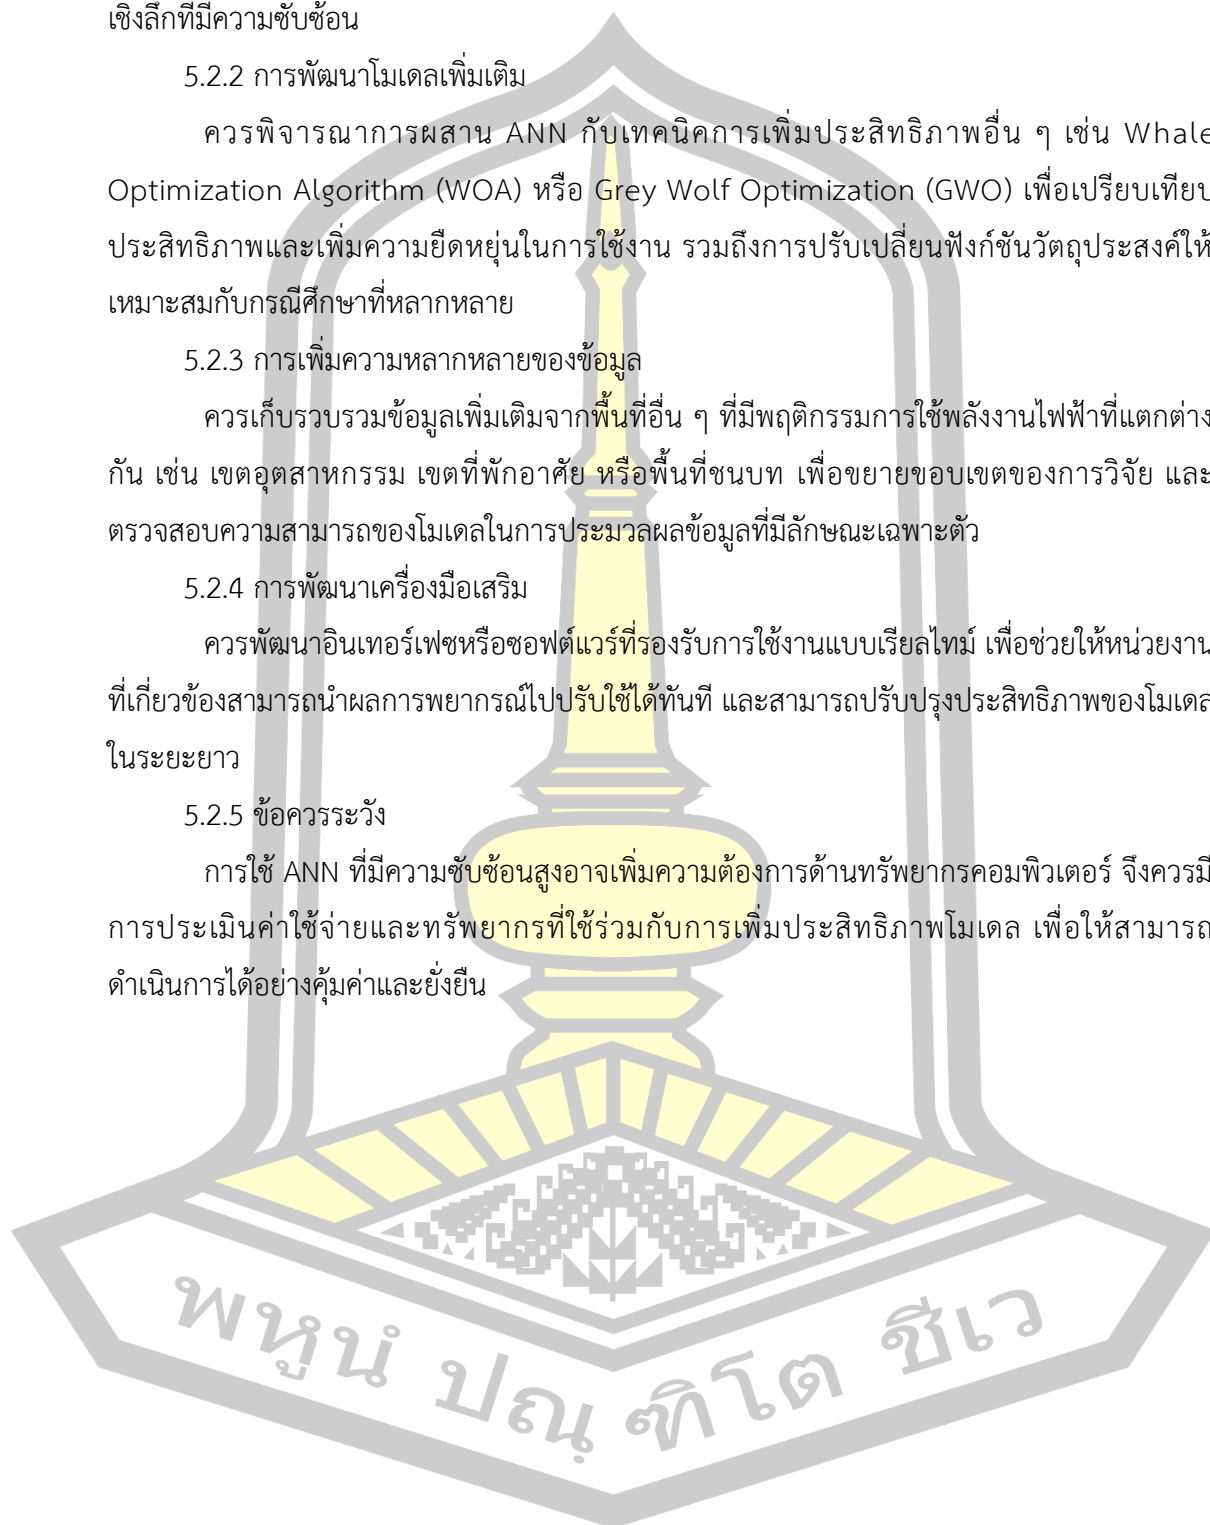 เชิงลึกที่มีความซับซ้อน
5.2.2 การพัฒนาโมเดลเพิ่มเติม
ควรพิจารณาการผสาน ANN กับเทคนิคการเพิ่มประสิทธิภาพอื่น ๆ เช่น Whale
Optimization Algorithm (WOA) หรือ Grey Wolf Optimization (GWO) เพื่อเปรียบเทียบ
ประสิทธิภาพและเพิ่มความยืดหยุ่นในการใช้งาน รวมถึงการปรับเปลี่ยนฟังก์ชันวัตถุประสงค์ให้
เหมาะสมกับกรณีศึกษาที่หลากหลาย
5.2.3 การเพิ่มความหลากหลายของข้อมูล
ควรเก็บรวบรวมข้อมูลเพิ่มเติมจากพื้นที่อื่น ๆ ที่มีพฤติกรรมการใช้พลังงานไฟฟ้าที่แตกต่าง
กัน เช่น เขตอุตสาหกรรม เขตที่พักอาศัย หรือพื้นที่ชนบท เพื่อขยายขอบเขตของการวิจัย และ
ตรวจสอบความสามารถของโมเดลในการประมวลผลข้อมูลที่มีลักษณะเฉพาะตัว
5.2.4 การพัฒนาเครื่องมือเสริม
ควรพัฒนาอินเทอร์เฟซหรือซอฟต์แวร์ที่รองรับการใช้งานแบบเรียลไทม์ เพื่อช่วยให้หน่วยงาน
ที่เกี่ยวข้องสามารถนำผลการพยากรณ์ไปปรับใช้ได้ทันที และสามารถปรับปรุงประสิทธิภาพของโมเดล
ในระยะยาว
5.2.5 ข้อควรระวัง
การใช้ ANN ที่มีความซับซ้อนสูงอาจเพิ่มความต้องการด้านทรัพยากรคอมพิวเตอร์ จึงควรมี
การประเมินค่าใช้จ่ายและทรัพยากรที่ใช้ร่วมกับการเพิ่มประสิทธิภาพโมเดล เพื่อให้สามารถ
ดำเนินการได้อย่างคุ้มค่าและยั่งยืน
พหูนํ ปณฺฑิโต ชีเว